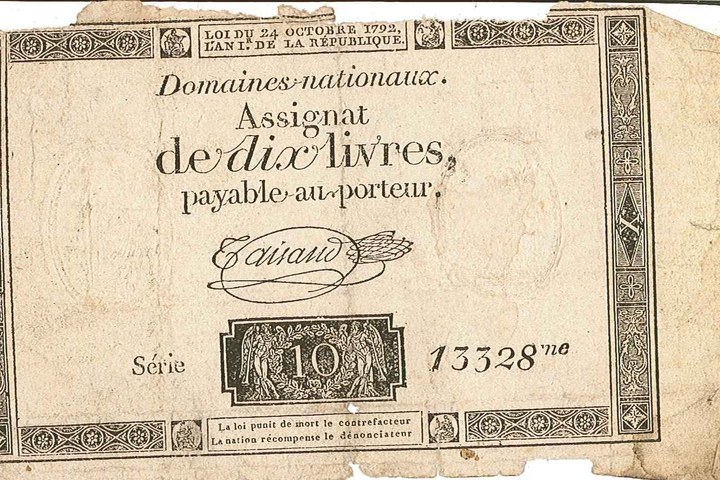 LOI DU 24 OCTOBRE 1792,
L'AN I.er DE LA RÉPUBLIQUE.
Domaines nationaux.
Assignat
de dix livres,
payable au porteur.
Taisaud
X
10
Série 13328me
La loi punit de mort le contrefacteur
La nation récompense le dénonciateur